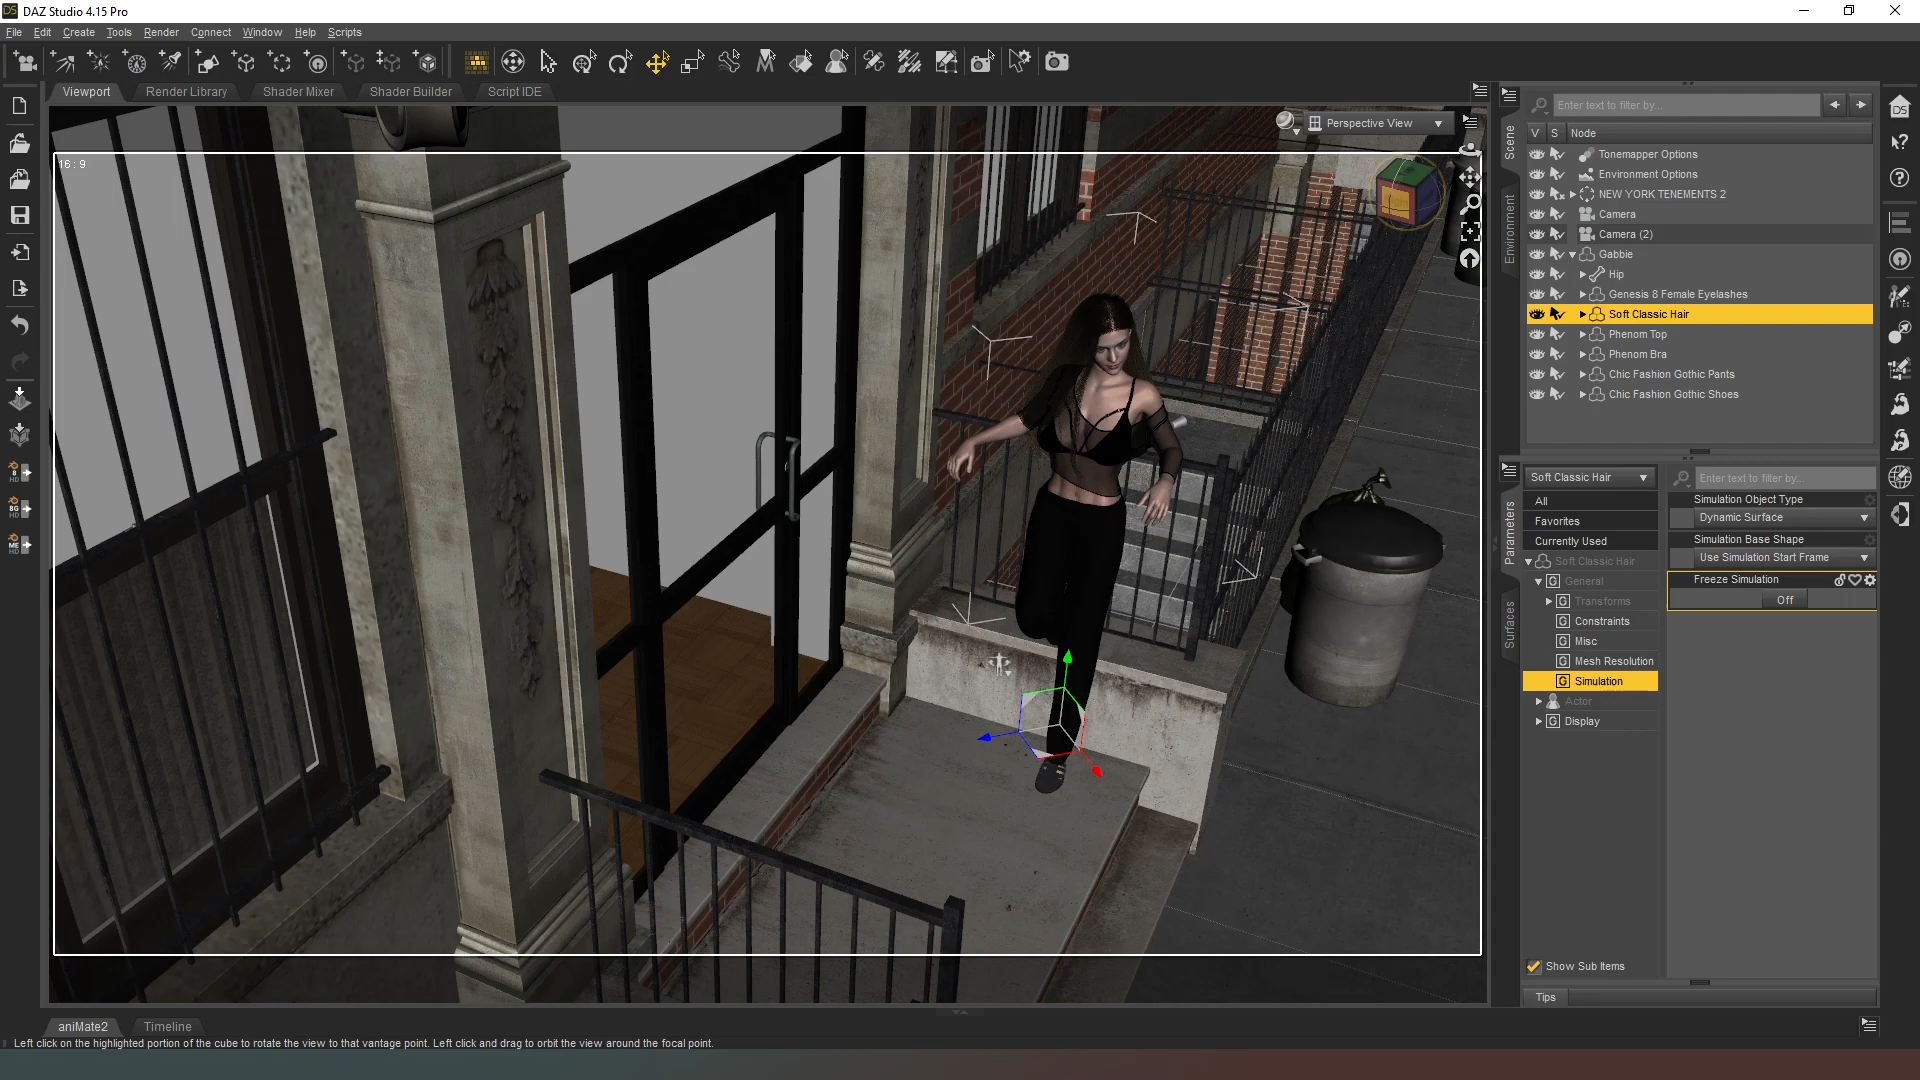 DAZ Studio 4.15 Pro
File Edit Create Tools Render Connect Window Help Scripts
Viewport Render Library Shader Mixer Shader Builder Script IDE
16 : 9
Perspective View
Scene
Environment
Enter text to filter by...
V S Node
Tonemapper Options
Environment Options
NEW YORK TENEMENTS 2
Camera
Camera (2)
Gabbie
Hip
Genesis 8 Female Eyelashes
Soft Classic Hair
Phenom Top
Phenom Bra
Chic Fashion Gothic Pants
Chic Fashion Gothic Shoes
Parameters
Surfaces
Soft Classic Hair
All
Favorites
Currently Used
Soft Classic Hair
General
Transforms
Constraints
Misc
Mesh Resolution
Simulation
Actor
Display
Enter text to filter by...
Simulation Object Type
Dynamic Surface
Simulation Base Shape
Use Simulation Start Frame
Freeze Simulation
Off
Show Sub Items
Tips
aniMate2 Timeline
Left click on the highlighted portion of the cube to rotate the view to that vantage point. Left click and drag to orbit the view around the focal point.